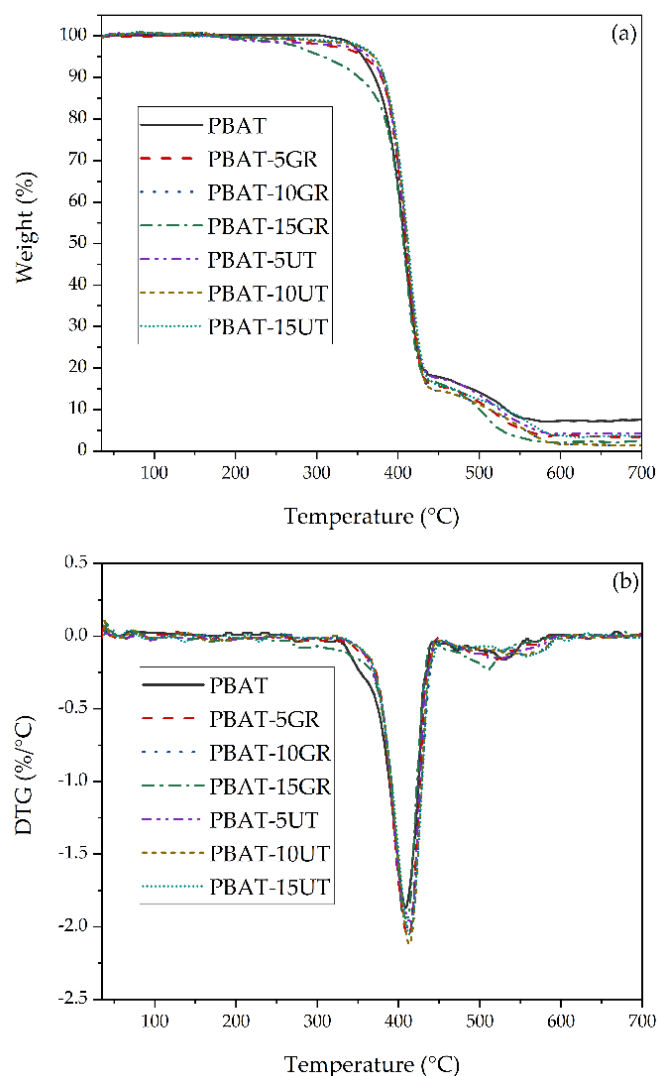 (a)
100
90
80
70
60
50
40
30
20
10
0
Weight (%)
PBAT
PBAT-5GR
PBAT-10GR
PBAT-15GR
PBAT-5UT
PBAT-10UT
PBAT-15UT
100 200 300 400 500 600 700
Temperature (°C)
(b)
0.5
0.0
-0.5
-1.0
-1.5
-2.0
-2.5
DTG (%/°C)
PBAT
PBAT-5GR
PBAT-10GR
PBAT-15GR
PBAT-5UT
PBAT-10UT
PBAT-15UT
100 200 300 400 500 600 700
Temperature (°C)